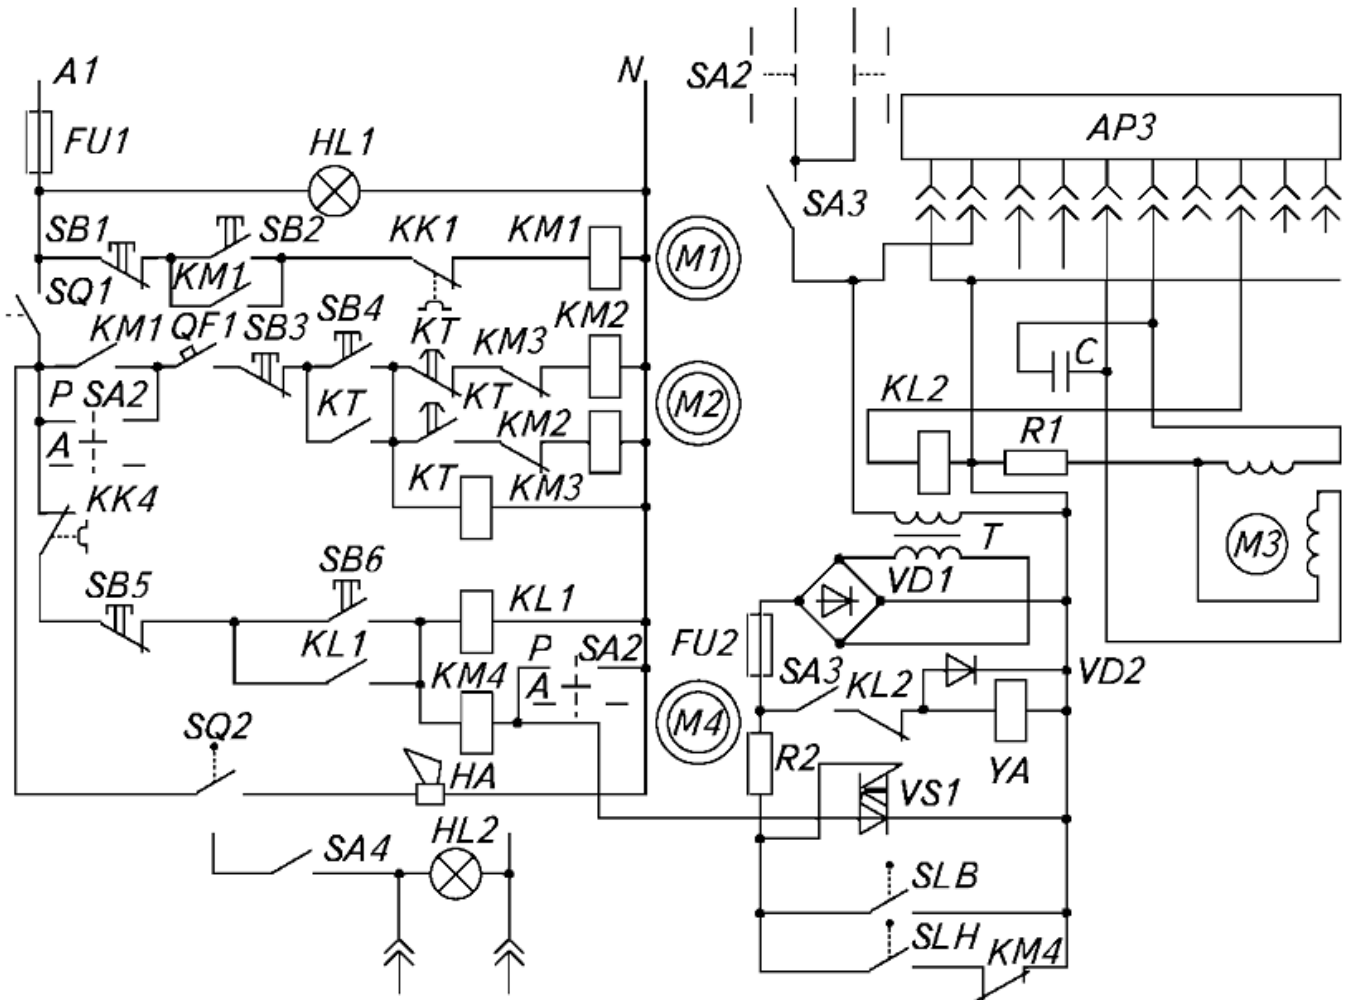 A1
N
SA2
FU1
HL1
AP3
SB1
SB2
KK1
KM1
M1
SA3
KM1
SQ1
KM1
QF1
SB3
SB4
KT
KM3
KM2
P SA2
KT
KT
KM2
M2
C
KL2
R1
A
KT
KM3
KK4
T
M3
SB5
SB6
KL1
VD1
KL1
P SA2
FU2
SA3
KL2
VD2
KM4
A
M4
SQ2
HA
R2
VS1
YA
SA4
HL2
SLB
SLH
KM4